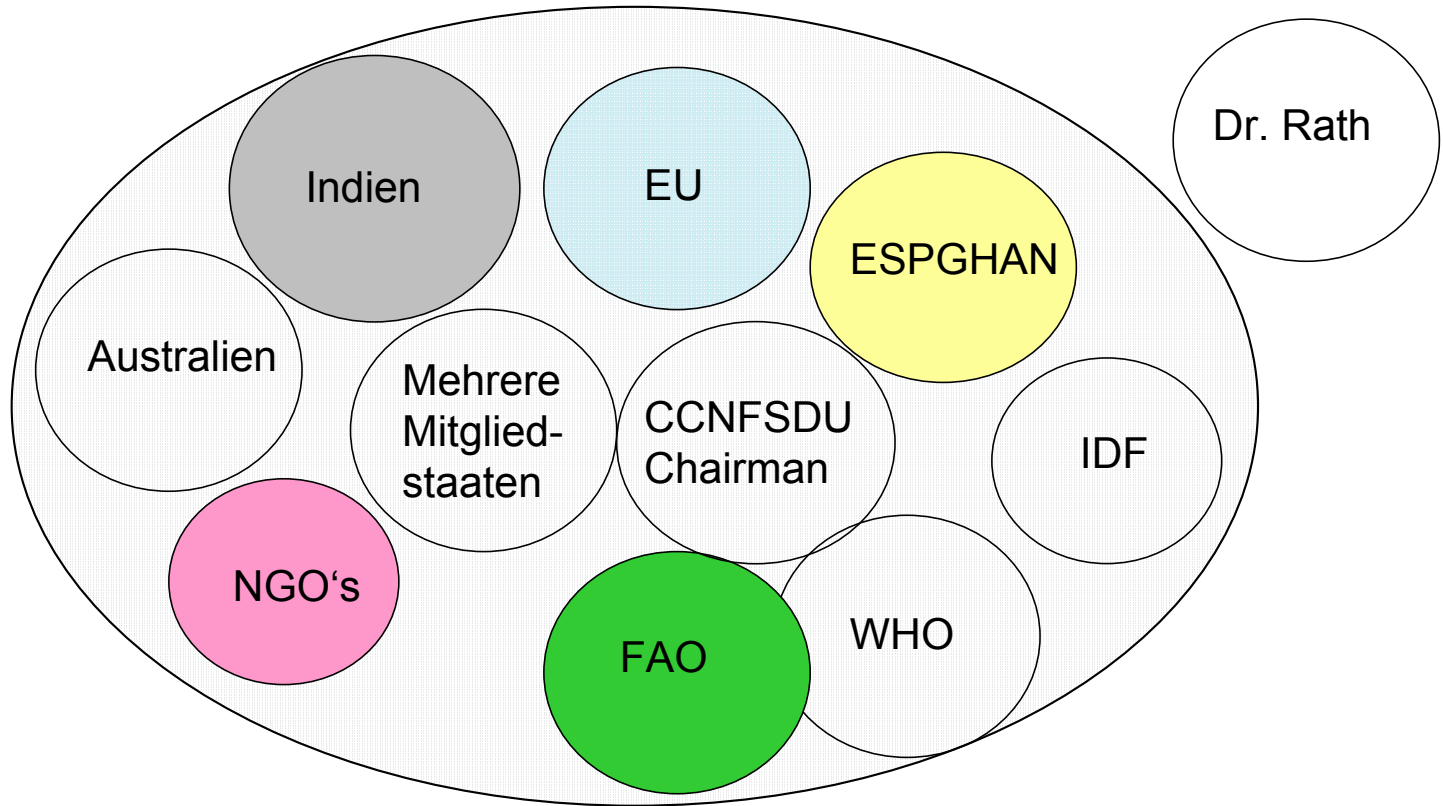 Dr. Rath
Indien
EU
ESPGHAN
Australien
Mehrere
Mitglied-
staaten
CCNFSDU
Chairman
IDF
NGO‘s
FAO
WHO